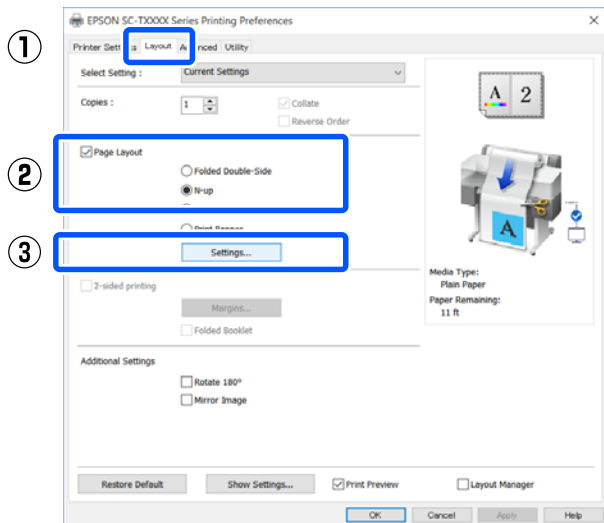 EPSON SC-TXXXX Series Printing Preferences
1
Layout
Utility
Select Setting :
Current Settings
Copies :
1
Collate
Reverse Order
A 2
2
Page Layout
Folded Double-Side
N-up
3
Settings...
A
2-sided printing
Margins...
Folded Booklet
Media Type:
Plain Paper
Paper Remaining:
11 ft
Additional Settings
Rotate 180°
Mirror Image
Restore Default
Show Settings...
Print Preview
Layout Manager
OK
Cancel
Apply
Help